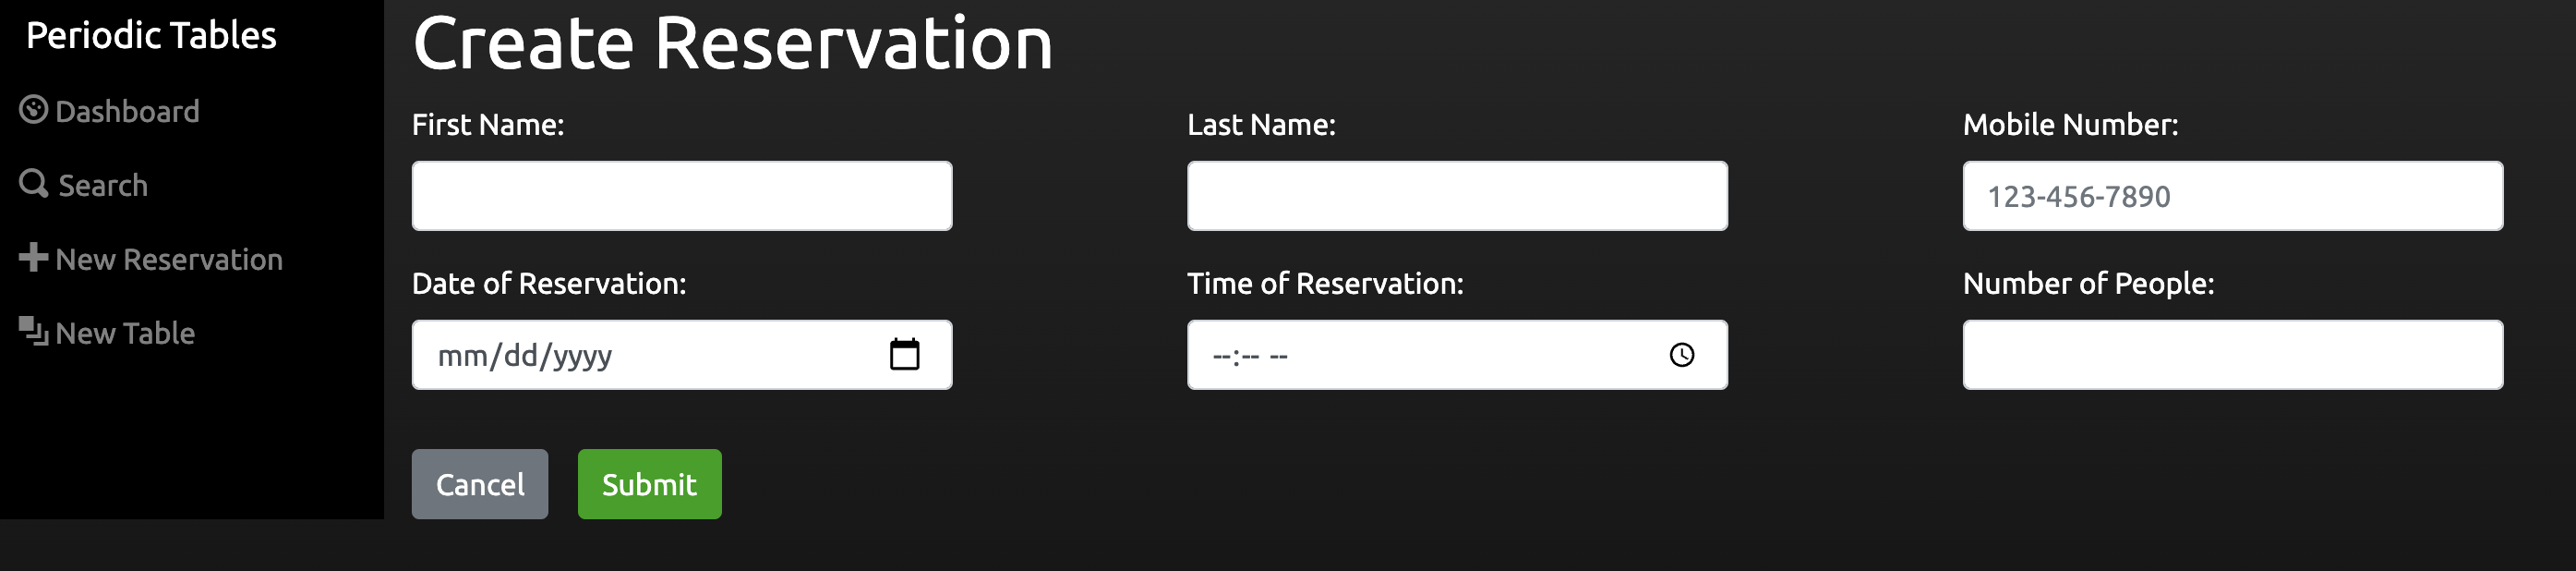 Periodic Tables
Dashboard
Search
New Reservation
New Table
Create Reservation
First Name:
Last Name:
Mobile Number:
123-456-7890
Date of Reservation:
Time of Reservation:
Number of People:
mm/dd/yyyy
--:-- --
Cancel
Submit